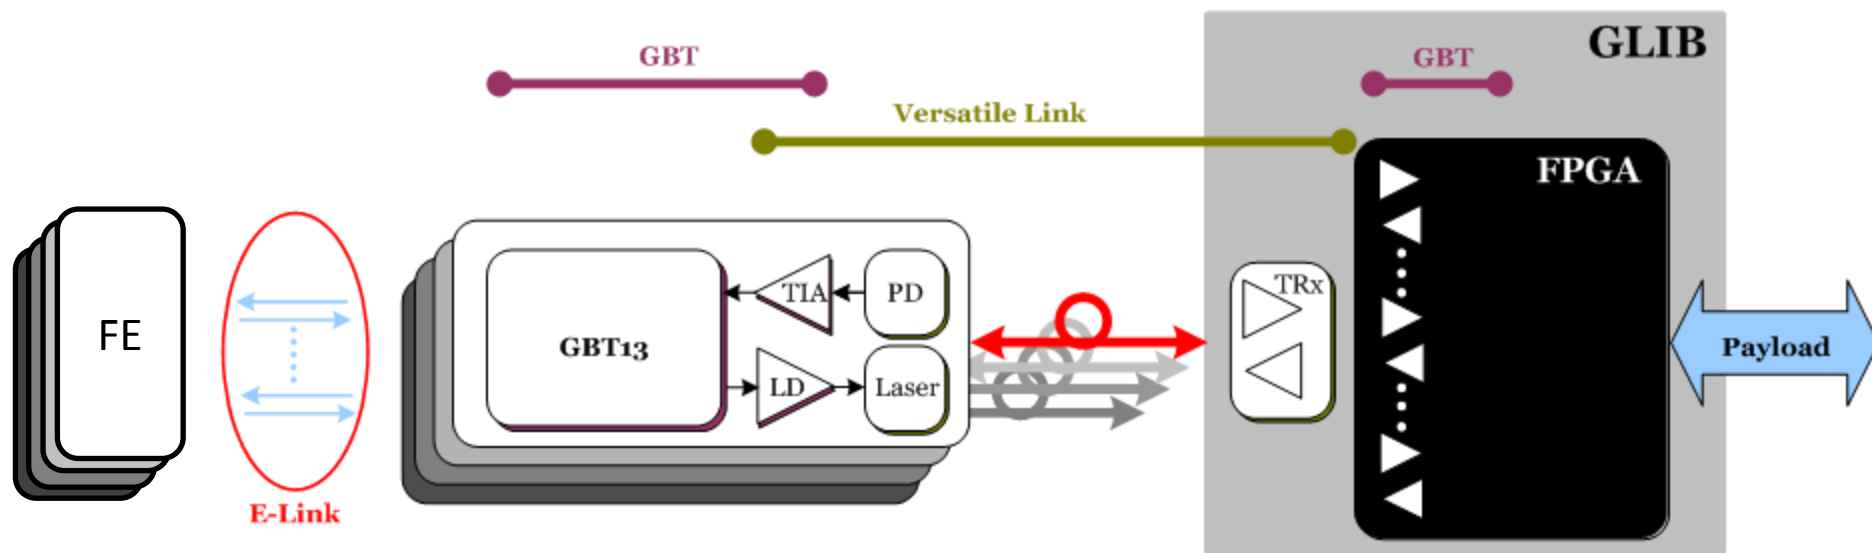 GBT
GLIB
GBT
Versatile Link
FPGA
FE
GBT13
TIA
PD
LD
Laser
TRx
Payload
E-Link